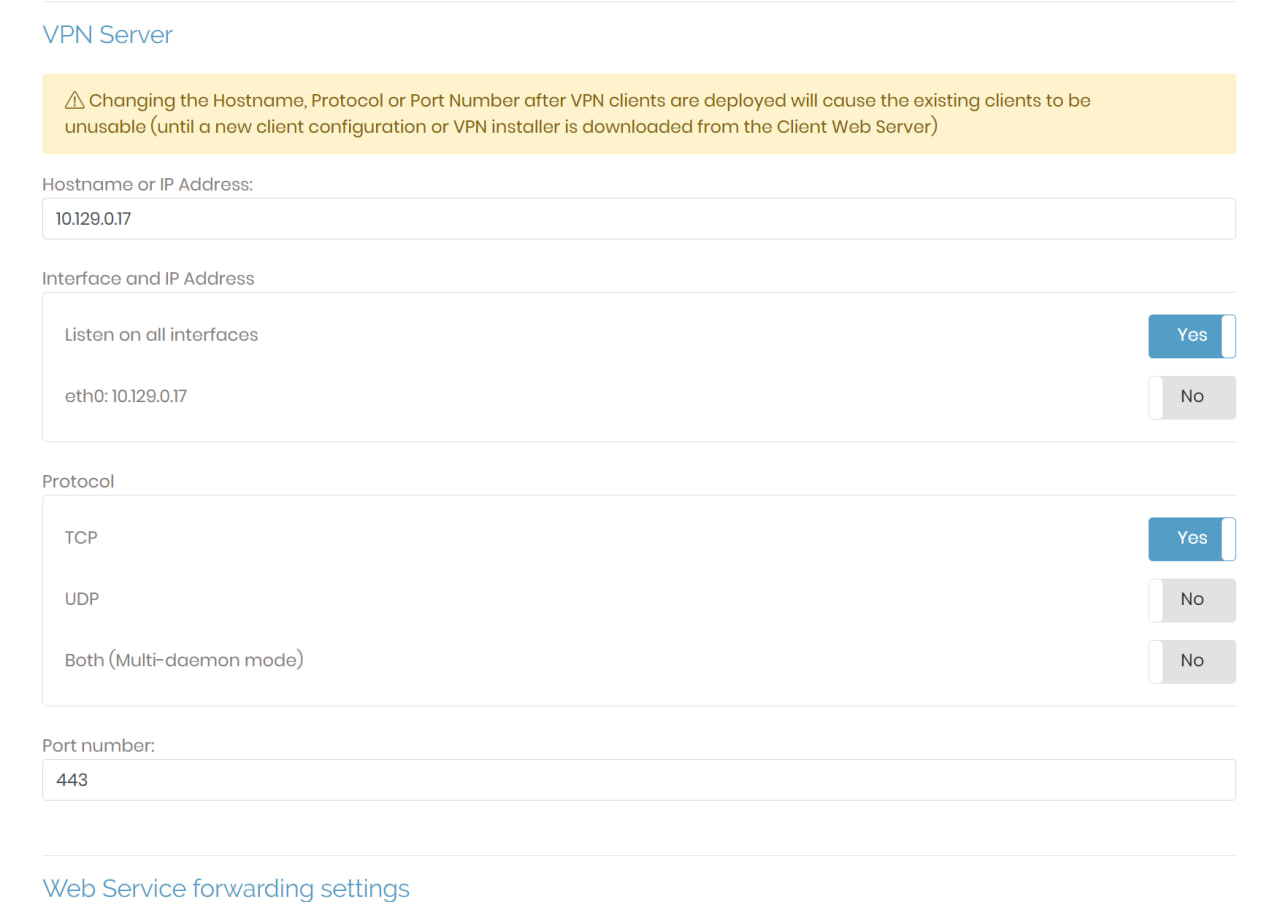 VPN Server
⚠ Changing the Hostname, Protocol or Port Number after VPN clients are deployed will cause the existing clients to be
unusable (until a new client configuration or VPN installer is downloaded from the Client Web Server)
Hostname or IP Address:
10.129.0.17
Interface and IP Address
Listen on all interfaces Yes
eth0: 10.129.0.17 No
Protocol
TCP Yes
UDP No
Both (Multi-daemon mode) No
Port number:
443
Web Service forwarding settings